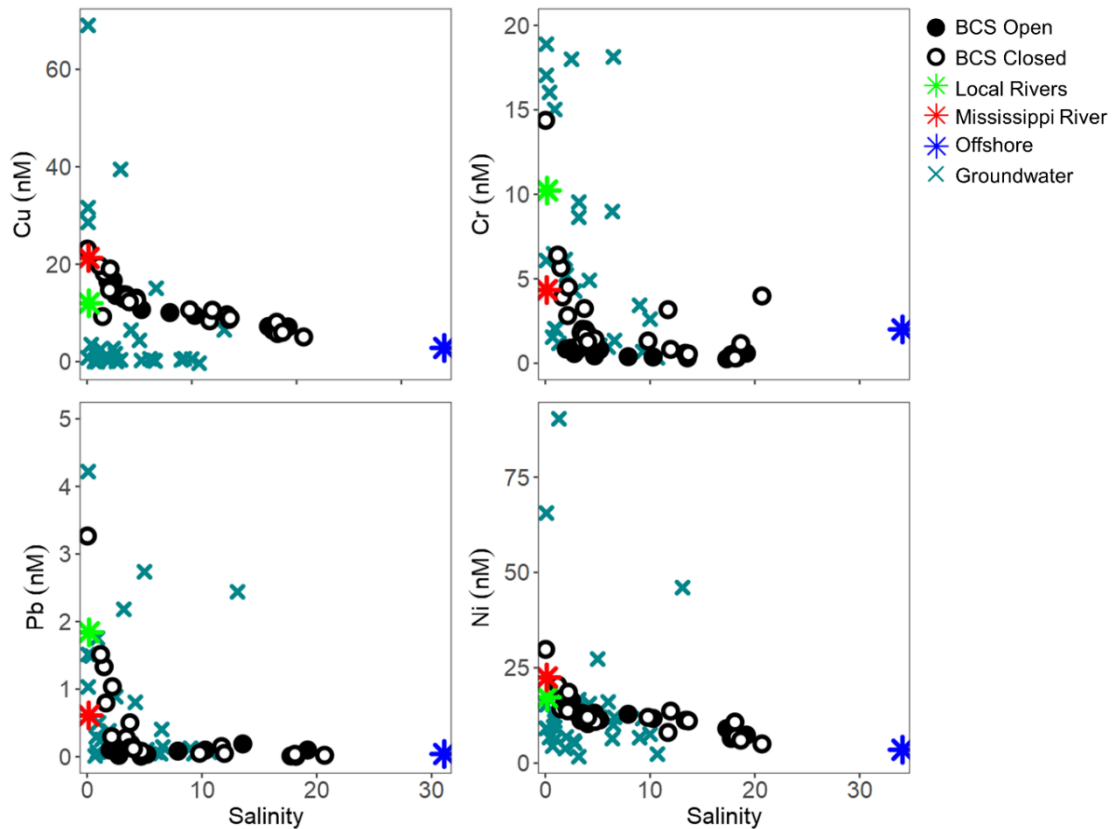 Cu (nM)
60
40
20
0
Cr (nM)
20
15
10
5
0
BCS Open
BCS Closed
Local Rivers
Mississippi River
Offshore
Groundwater
Pb (nM)
5
4
3
2
1
0
0 10 20 30
Salinity
Ni (nM)
75
50
25
0
0 10 20 30
Salinity